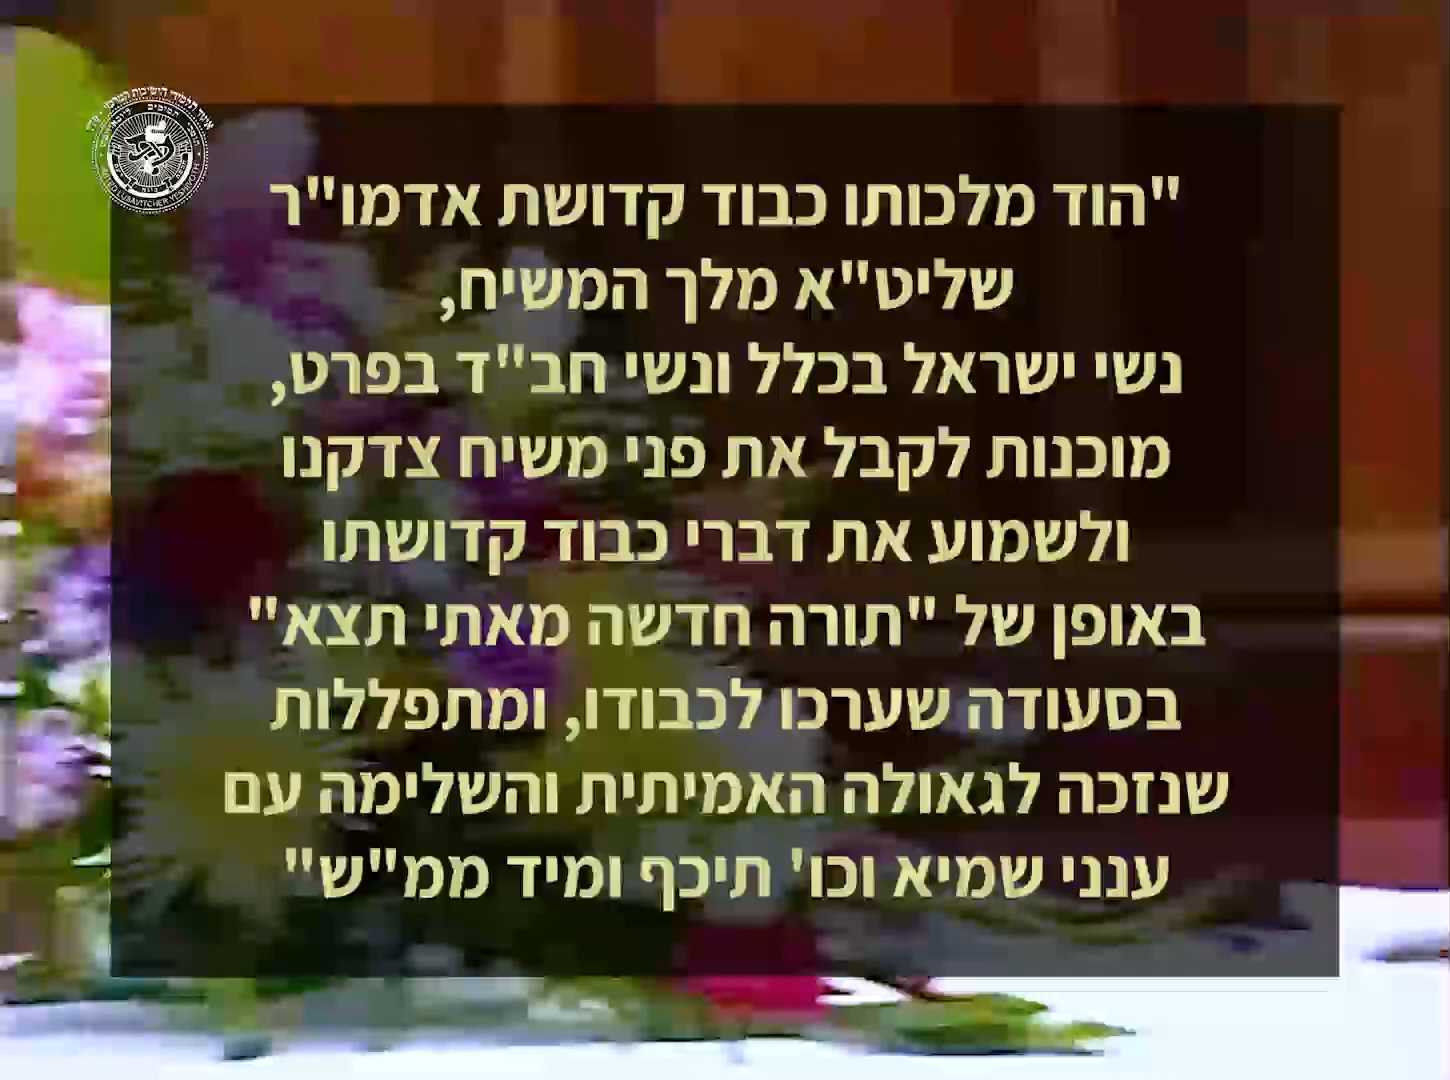 "הוד מלכותו כבוד קדושת אדמו"ר
שליט"א מלך המשיח,
נשי ישראל בכלל ונשי חב"ד בפרט,
מוכנות לקבל את פני משיח צדקנו
ולשמוע את דברי כבוד קדושתו
באופן של "תורה חדשה מאתי תצא"
בסעודה שערכו לכבודו, ומתפללות
שנזכה לגאולה האמיתית והשלימה עם
ענני שמיא וכו' תיכף ומיד ממ"ש"